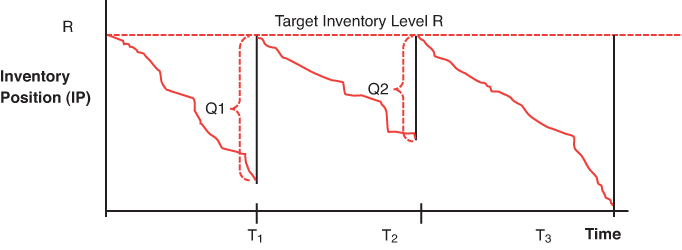 R
Target Inventory Level R
Inventory
Position (IP)
Q1
Q2
T1
T2
T3
Time